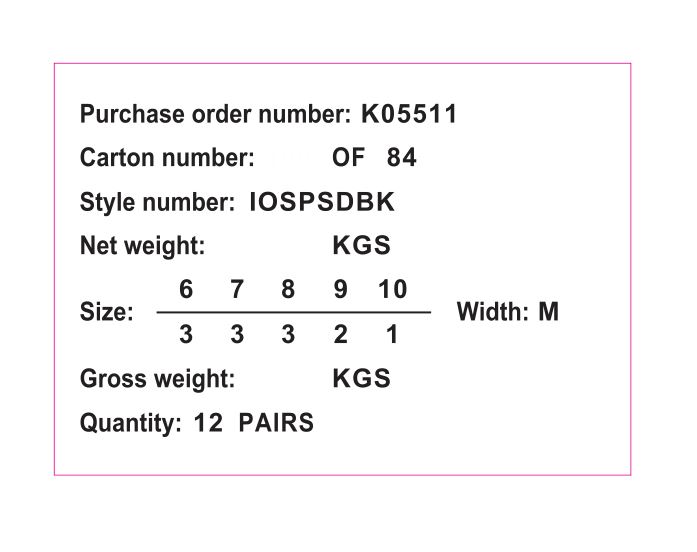 Purchase order number: K05511
Carton number: OF 84
Style number: IOSPSDBK
Net weight: KGS
6 7 8 9 10
Size: Width: M
3 3 3 2 1
Gross weight: KGS
Quantity: 12 PAIRS